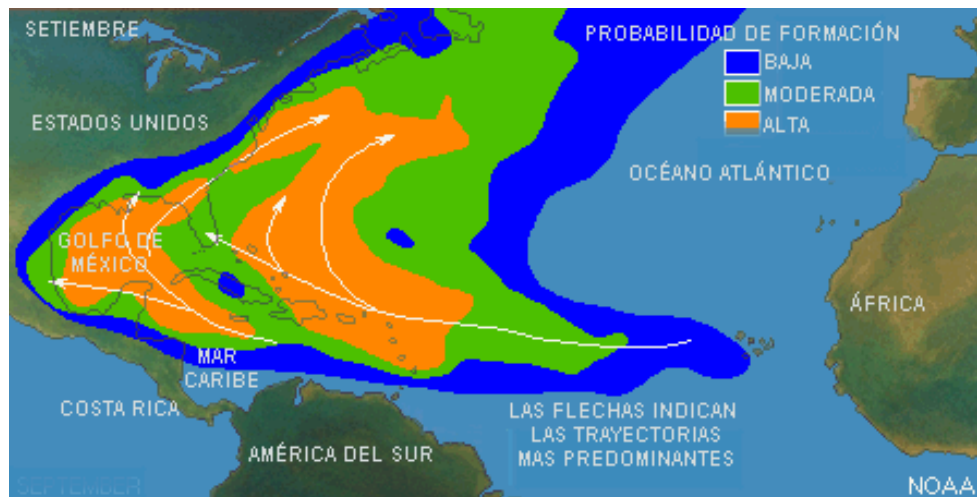 SETIEMBRE
PROBABILIDAD DE FORMACIÓN
BAJA
MODERADA
ALTA
ESTADOS UNIDOS
OCÉANO ATLÁNTICO
GOLFO DE
MÉXICO
ÁFRICA
MAR
CARIBE
COSTA RICA
LAS FLECHAS INDICAN
LAS TRAYECTORIAS
MAS PREDOMINANTES
AMÉRICA DEL SUR
SEPTEMBER
NOAA